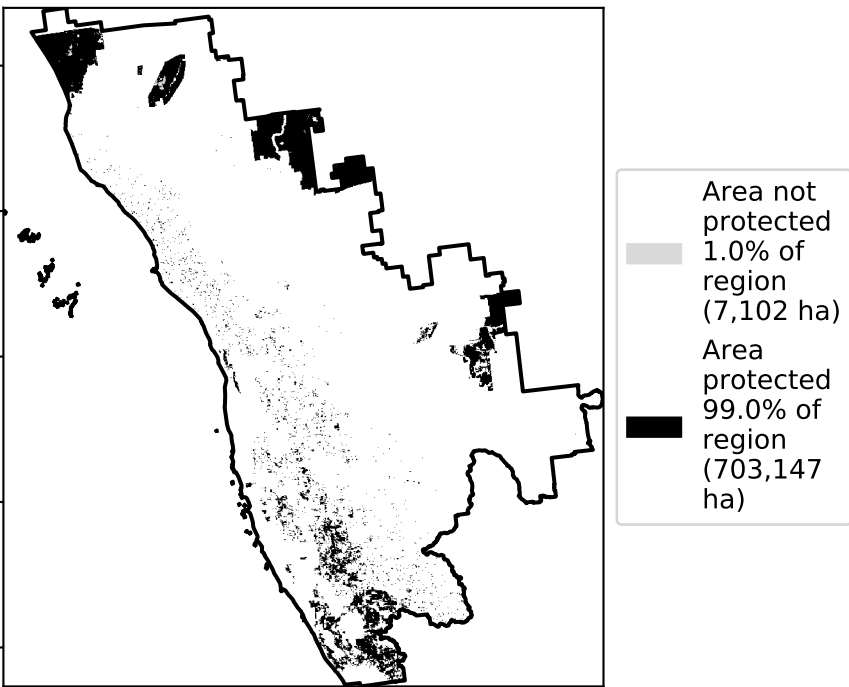 Area not
protected
1.0% of
region
(7,102 ha)
Area
protected
99.0% of
region
(703,147
ha)